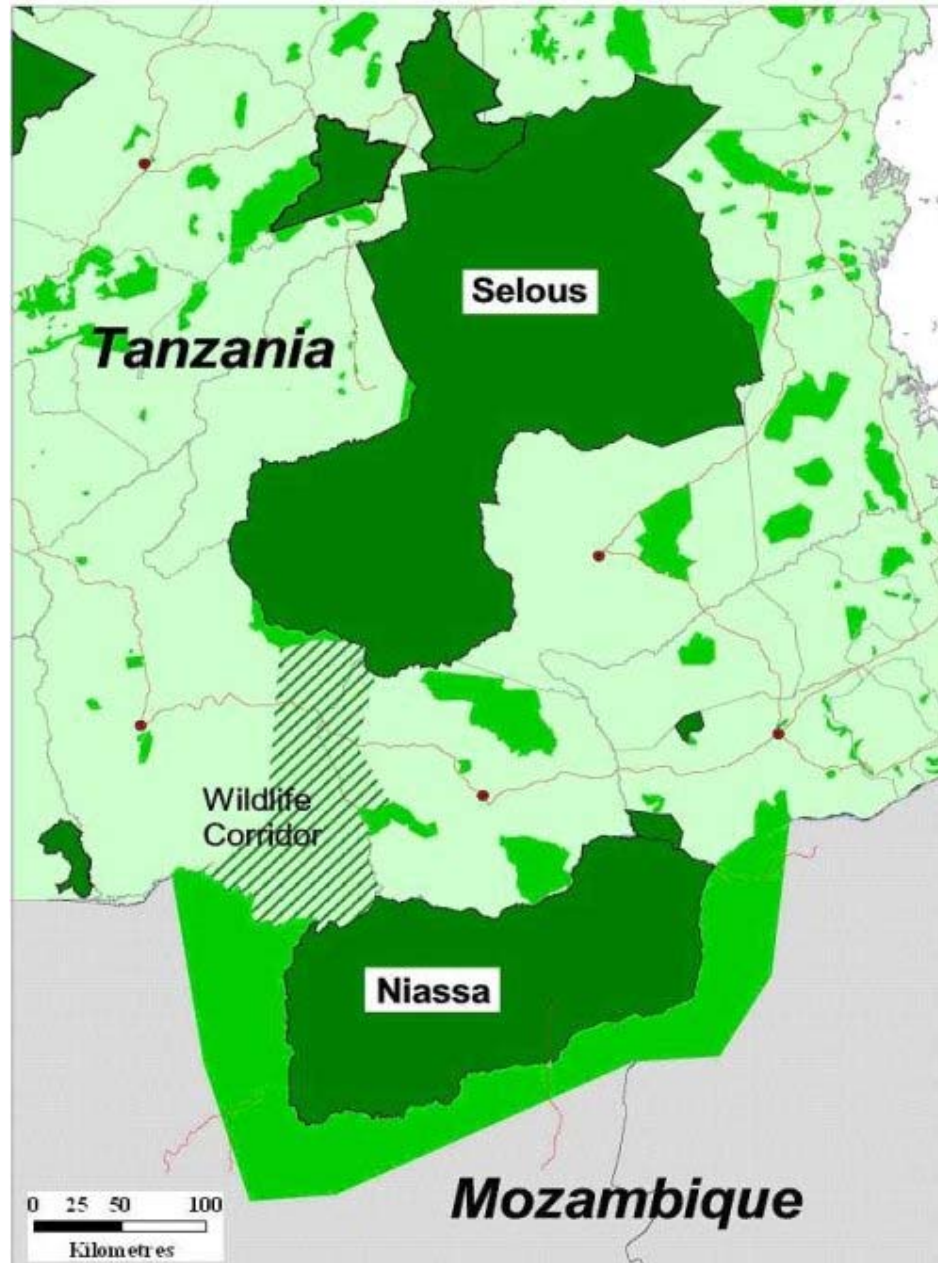 Selous
Tanzania
Wildlife
Corridor
Niassa
Mozambique
0 25 50 100
Kilometres